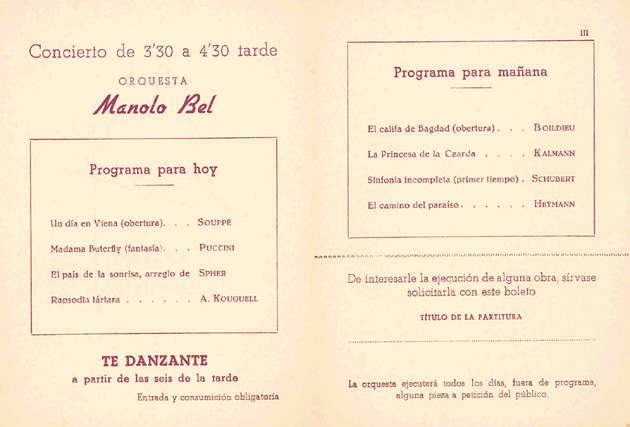 Concierto de 3'30 a 4'30 tarde
ORQUESTA
Manolo Bel
Programa para hoy
Un día en Viena (obertura). . . SOUPPÉ
Madama Buterfly (fantasía). . . PUCCINI
El país de la sonrisa, arreglo de SPHER
Rapsodia tártara . . . . . . A. KOUGUELL
TE DANZANTE
a partir de las seis de la tarde
Entrada y consumición obligatoria
III
Programa para mañana
El califa de Bagdad (obertura). . . BOILDIEU
La Princesa de la Czarda . . . . KALMANN
Sinfonía incompleta (primer tiempo) . SCHUBERT
El camino del paraíso. . . . . . HEYMANN
De interesarle la ejecución de alguna obra, sírvase
solicitarla con este boleto
TÍTULO DE LA PARTITURA
La orquesta ejecutará todos los días, fuera de programa,
alguna pieza a petición del público.